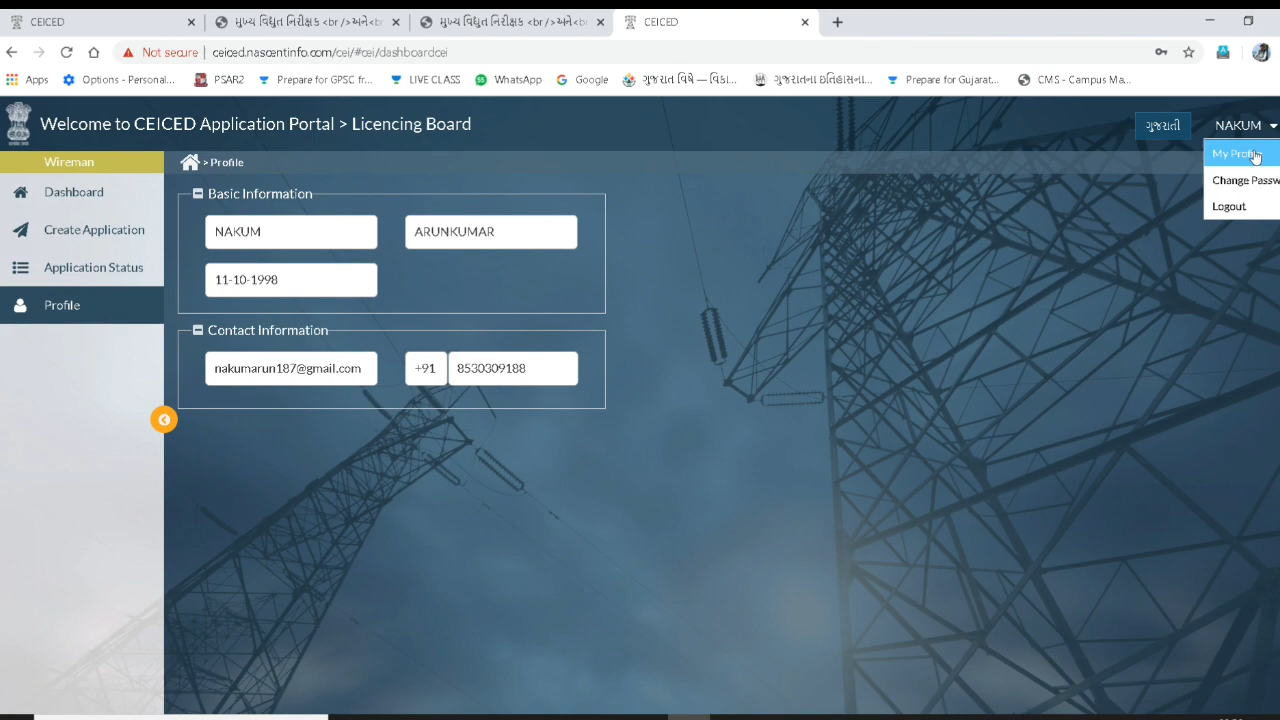 CEICED
મુખ્ય વિધુત નિરીક્ષક <br />અને<br
મુખ્ય વિધુત નિરીક્ષક <br />અને<br
CEICED
Not secure | ceiced.nascentinfo.com/cei/#cei/dashboardcei
Apps
Options - Personal...
PSAR2
Prepare for GPSC fr...
LIVE CLASS
WhatsApp
Google
ગુજરાત વિષે — વિકા...
ગુજરાતના ઇતિહાસના...
Prepare for Gujarat...
CMS - Campus Ma...
Welcome to CEICED Application Portal > Licencing Board
ગુજરાતી
NAKUM
Wireman
> Profile
My Profile
Change Passw
Logout
Dashboard
Create Application
Application Status
Profile
Basic Information
NAKUM
ARUNKUMAR
11-10-1998
Contact Information
nakumarun187@gmail.com
+91
8530309188